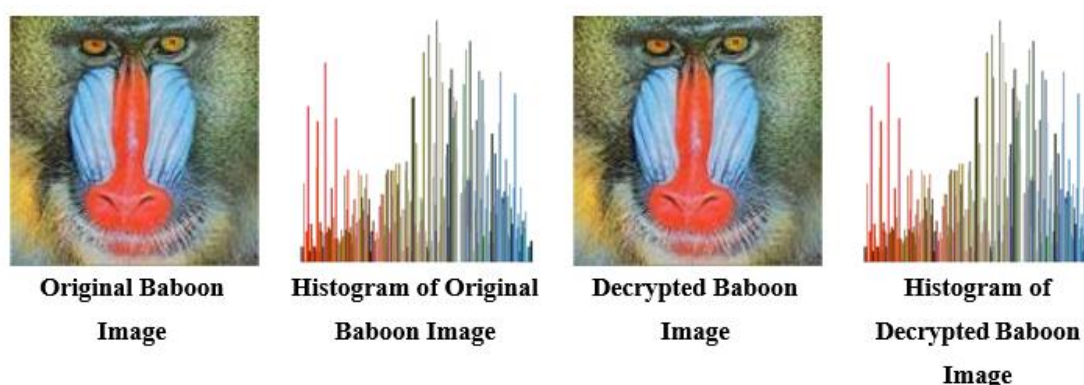 Original Baboon
Image
Histogram of Original
Baboon Image
Decrypted Baboon
Image
Histogram of
Decrypted Baboon
Image